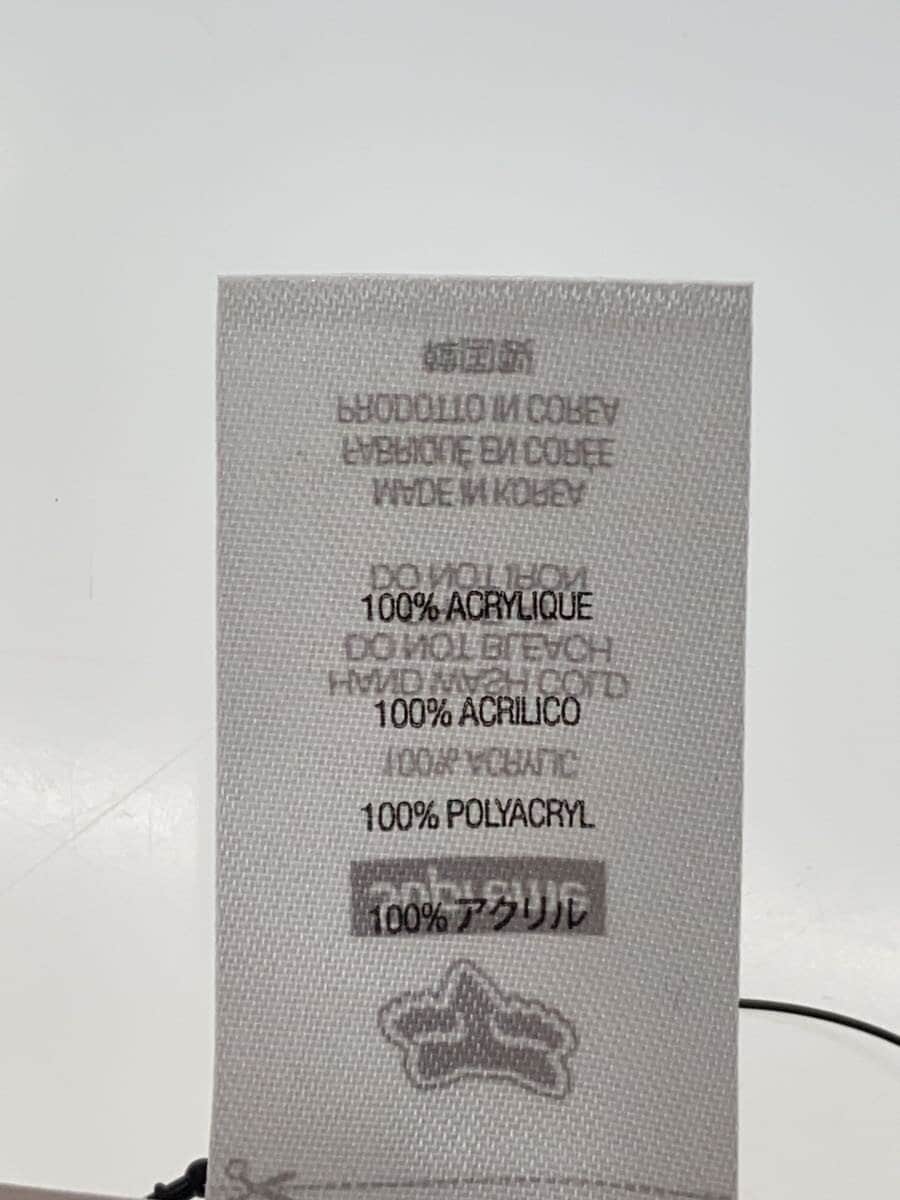 韓国製
PRODOTTO IN COREA
FABRIQUÉ EN CORÉE
MADE IN KOREA
DO NOT IRON
100% ACRYLIQUE
DO NOT BLEACH
HAND WASH COLD
100% ACRILICO
100% ACRYLIC
100% POLYACRYL
Supreme
100%アクリル